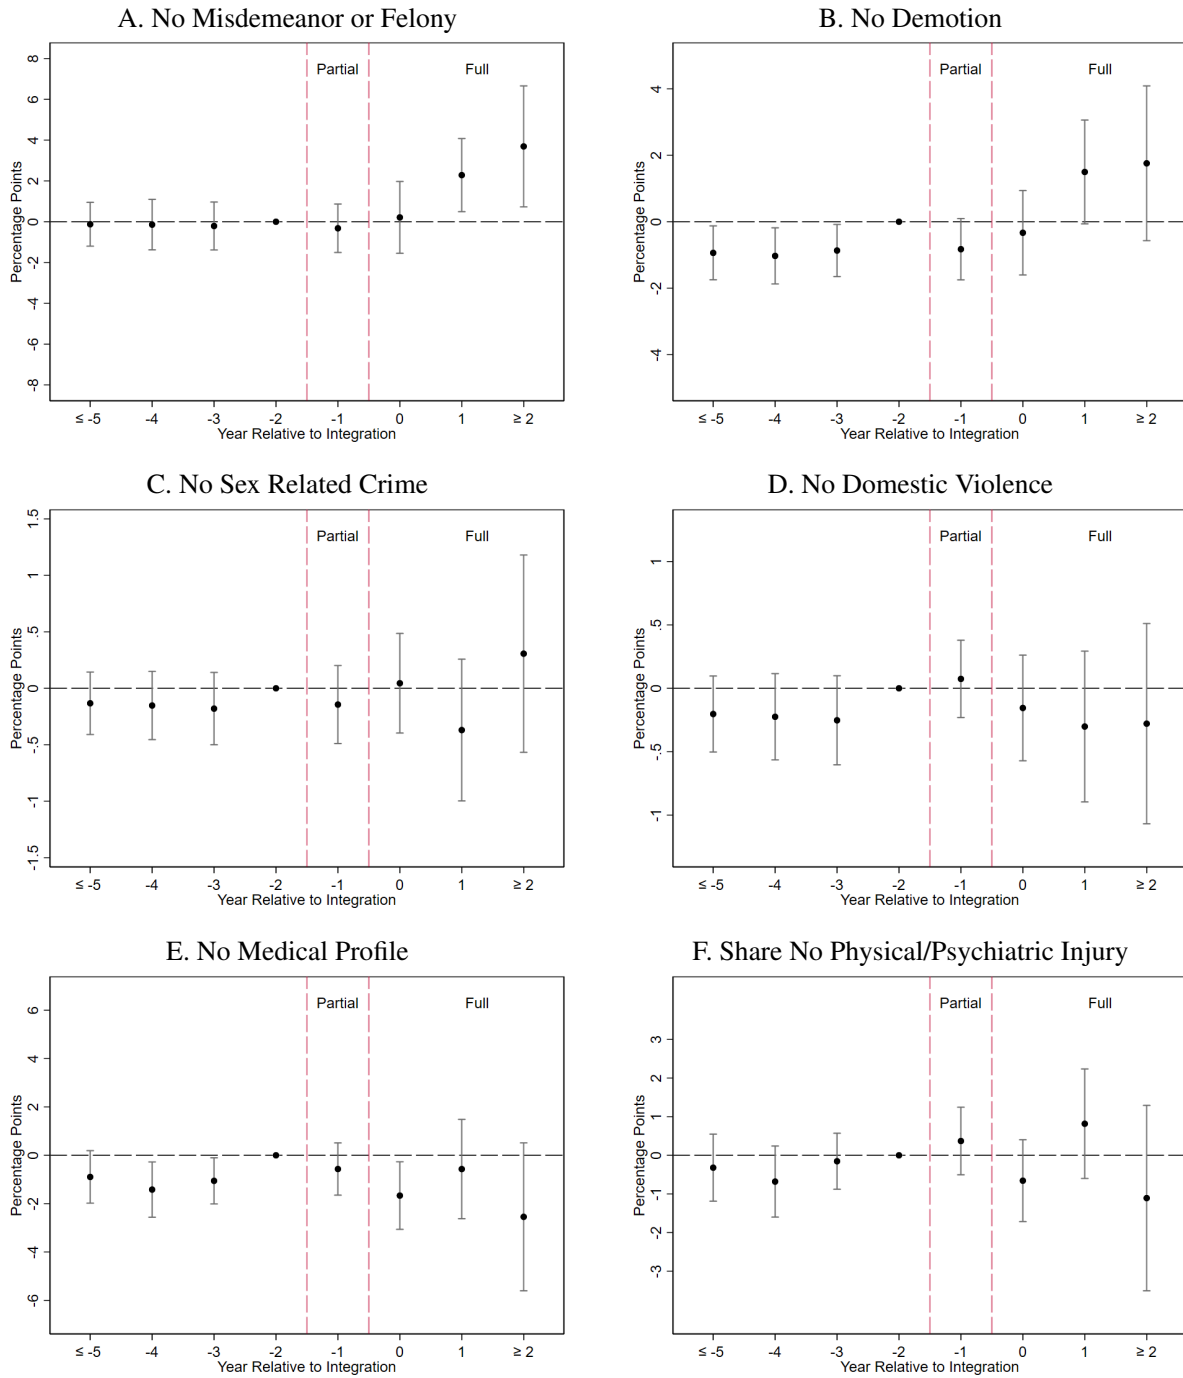 A. No Misdemeanor or Felony
Partial
Full
Percentage Points
8
6
4
2
0
-2
-4
-6
-8
≤ -5 -4 -3 -2 -1 0 1 ≥ 2
Year Relative to Integration
B. No Demotion
Partial
Full
Percentage Points
4
2
0
-2
-4
≤ -5 -4 -3 -2 -1 0 1 ≥ 2
Year Relative to Integration
C. No Sex Related Crime
Partial
Full
Percentage Points
1.5
1
.5
0
-.5
-1
-1.5
≤ -5 -4 -3 -2 -1 0 1 ≥ 2
Year Relative to Integration
D. No Domestic Violence
Partial
Full
Percentage Points
1
.5
0
-.5
-1
≤ -5 -4 -3 -2 -1 0 1 ≥ 2
Year Relative to Integration
E. No Medical Profile
Partial
Full
Percentage Points
6
4
2
0
-2
-4
-6
≤ -5 -4 -3 -2 -1 0 1 ≥ 2
Year Relative to Integration
F. Share No Physical/Psychiatric Injury
Partial
Full
Percentage Points
3
2
1
0
-1
-2
-3
≤ -5 -4 -3 -2 -1 0 1 ≥ 2
Year Relative to Integration